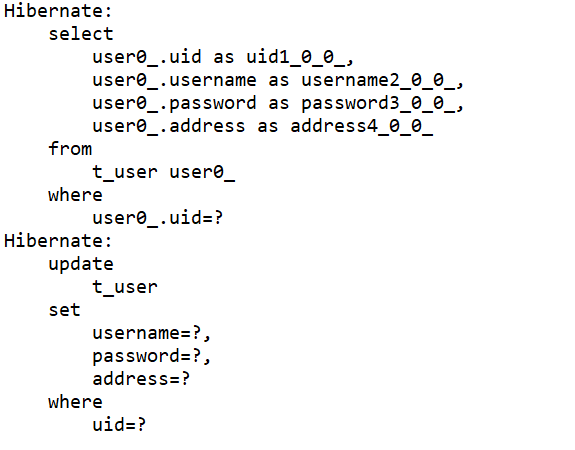 Hibernate:
    select
        user0_.uid as uid1_0_0_,
        user0_.username as username2_0_0_,
        user0_.password as password3_0_0_,
        user0_.address as address4_0_0_
    from
        t_user user0_
    where
        user0_.uid=?
Hibernate:
    update
        t_user
    set
        username=?,
        password=?,
        address=?
    where
        uid=?